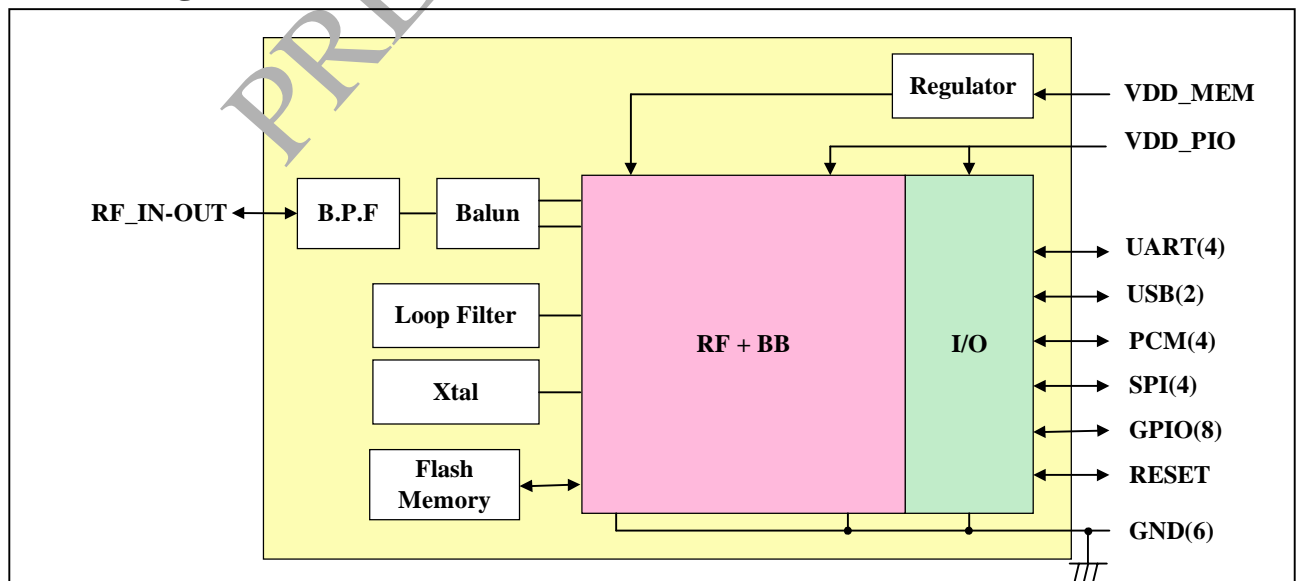 Regulator
VDD_MEM
VDD_PIO
RF_IN-OUT
B.P.F
Balun
UART(4)
USB(2)
Loop Filter
RF + BB
I/O
PCM(4)
Xtal
SPI(4)
GPIO(8)
Flash
Memory
RESET
GND(6)